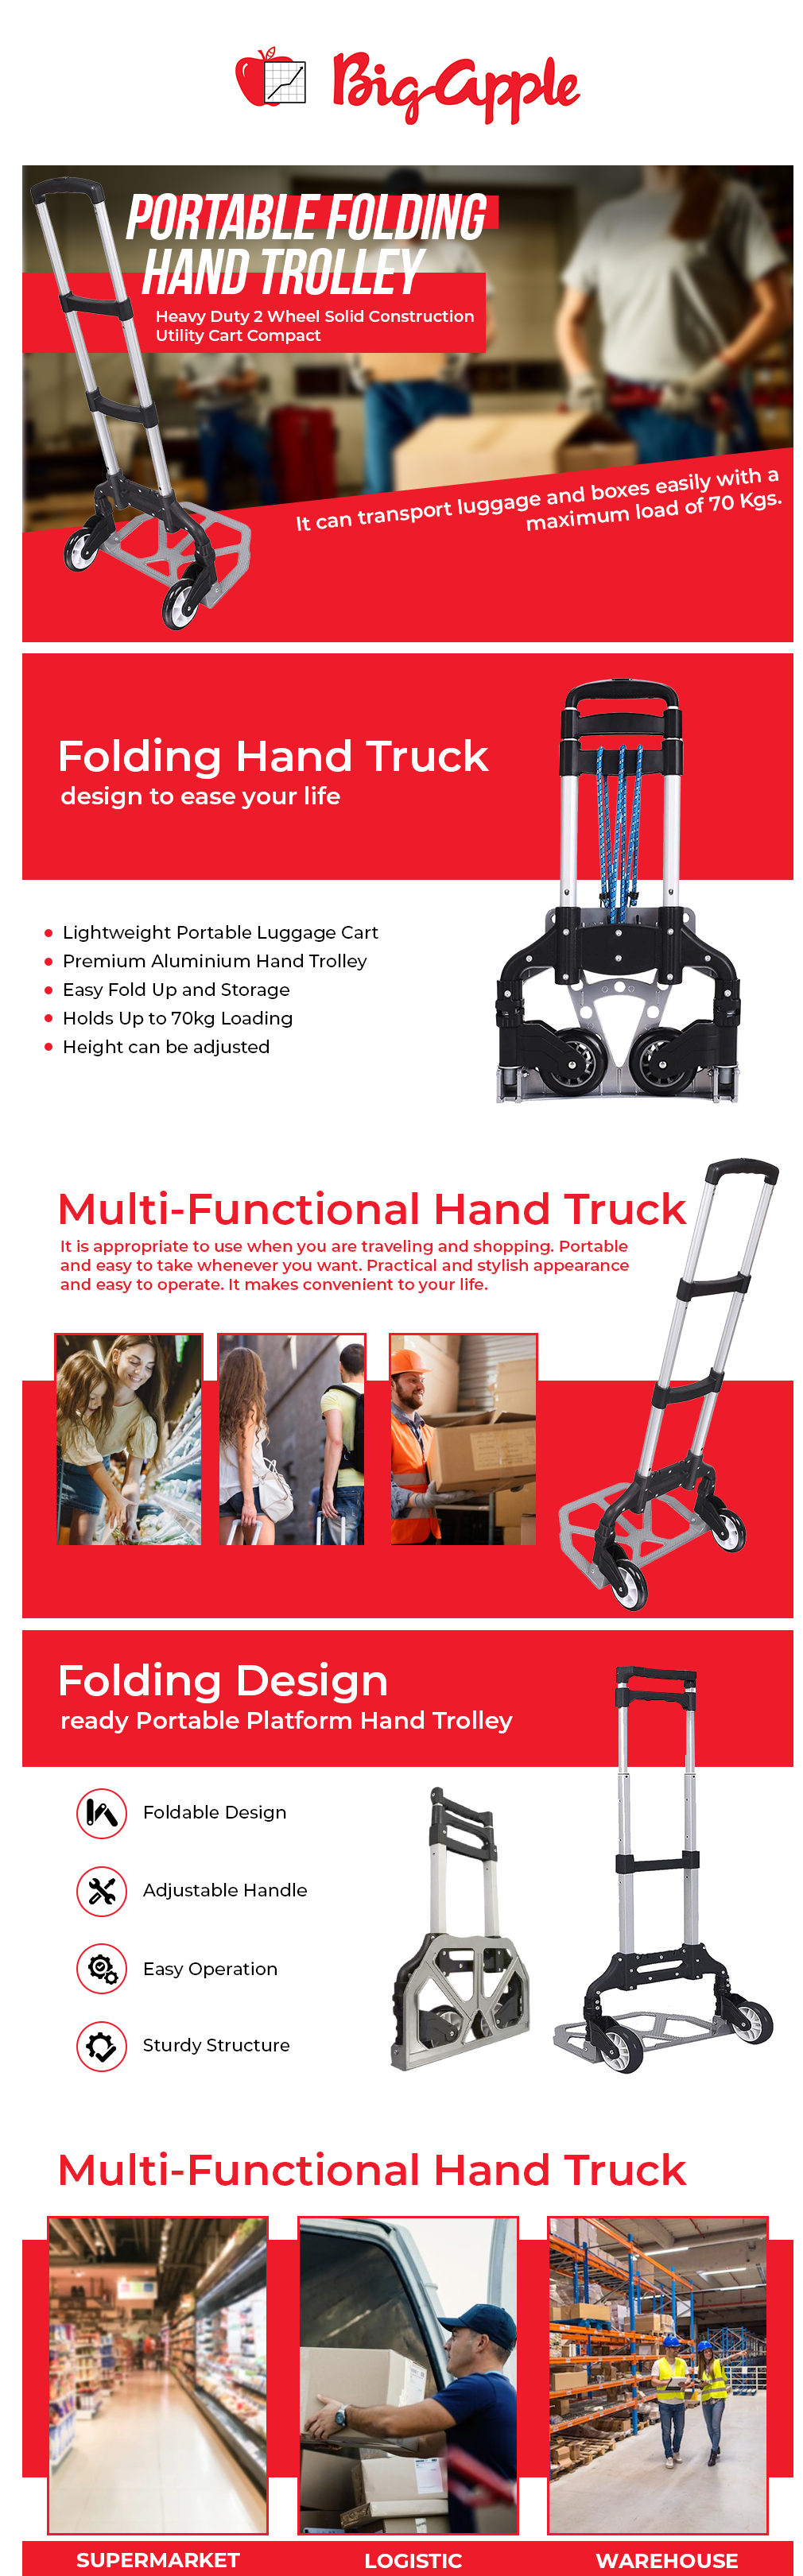 Big Apple
PORTABLE FOLDING
HAND TROLLEY
Heavy Duty 2 Wheel Solid Construction
Utility Cart Compact
It can transport luggage and boxes easily with a
maximum load of 70 Kgs.
Folding Hand Truck
design to ease your life
Lightweight Portable Luggage Cart
Premium Aluminium Hand Trolley
Easy Fold Up and Storage
Holds Up to 70kg Loading
Height can be adjusted
Multi-Functional Hand Truck
It is appropriate to use when you are traveling and shopping. Portable
and easy to take whenever you want. Practical and stylish appearance
and easy to operate. It makes convenient to your life.
Folding Design
ready Portable Platform Hand Trolley
Foldable Design
Adjustable Handle
Easy Operation
Sturdy Structure
Multi-Functional Hand Truck
SUPERMARKET
LOGISTIC
WAREHOUSE